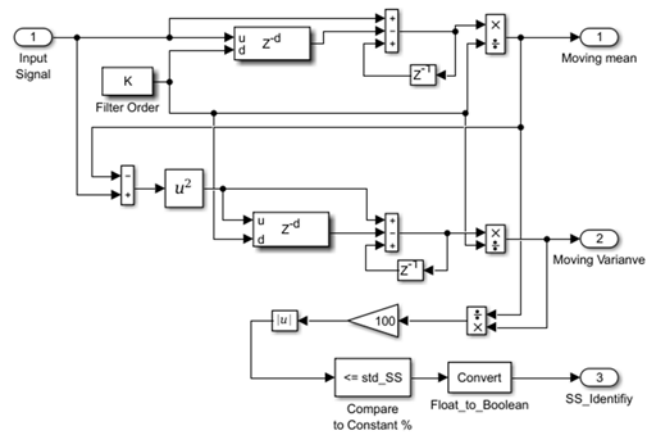 1
Input
Signal
u
d
Z-d
+
−
+
Z-1
×
÷
1
Moving mean
K
Filter Order
−
+
u2
u
d
Z-d
+
−
+
Z-1
×
÷
2
Moving Varianve
|u|
100
÷
×
<= std_SS
Compare
to Constant %
Convert
Float_to_Boolean
3
SS_Identifiy